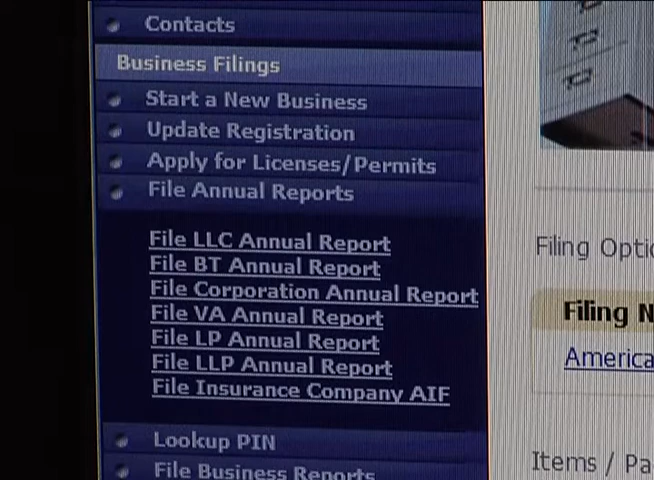 Contacts
Business Filings
Start a New Business
Update Registration
Apply for Licenses/Permits
File Annual Reports
File LLC Annual Report
File BT Annual Report
File Corporation Annual Report
File VA Annual Report
File LP Annual Report
File LLP Annual Report
File Insurance Company AIF
Lookup PIN
File Business Reports
Filing Optio
Filing N
America
Items / Pa